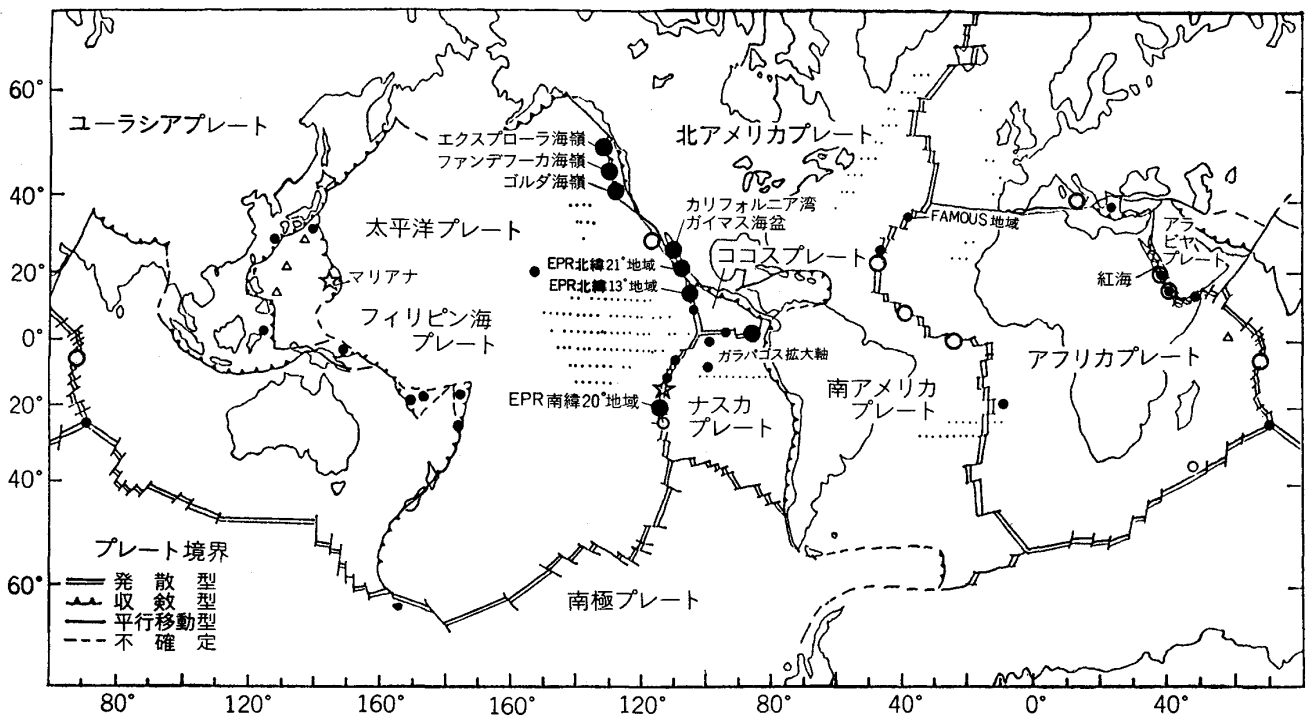 60°
40°
20°
0°
20°
40°
60°
ユーラシアプレート
エクスプローラ海嶺
ファンデフーカ海嶺
ゴルダ海嶺
北アメリカプレート
カリフォルニア湾
ガイマス海盆
太平洋プレート
ココスプレート
FAMOUS地域
アラ
ビヤ
プレート
紅海
マリアナ
EPR北緯21°地域
EPR北緯13°地域
フィリピン海
プレート
ガラパゴス拡大軸
アフリカプレート
EPR南緯20°地域
ナスカ
プレート
南アメリカ
プレート
南極プレート
プレート境界
発散型
収斂型
平行移動型
不確定
80° 120° 160° 160° 120° 80° 40° 0° 40°